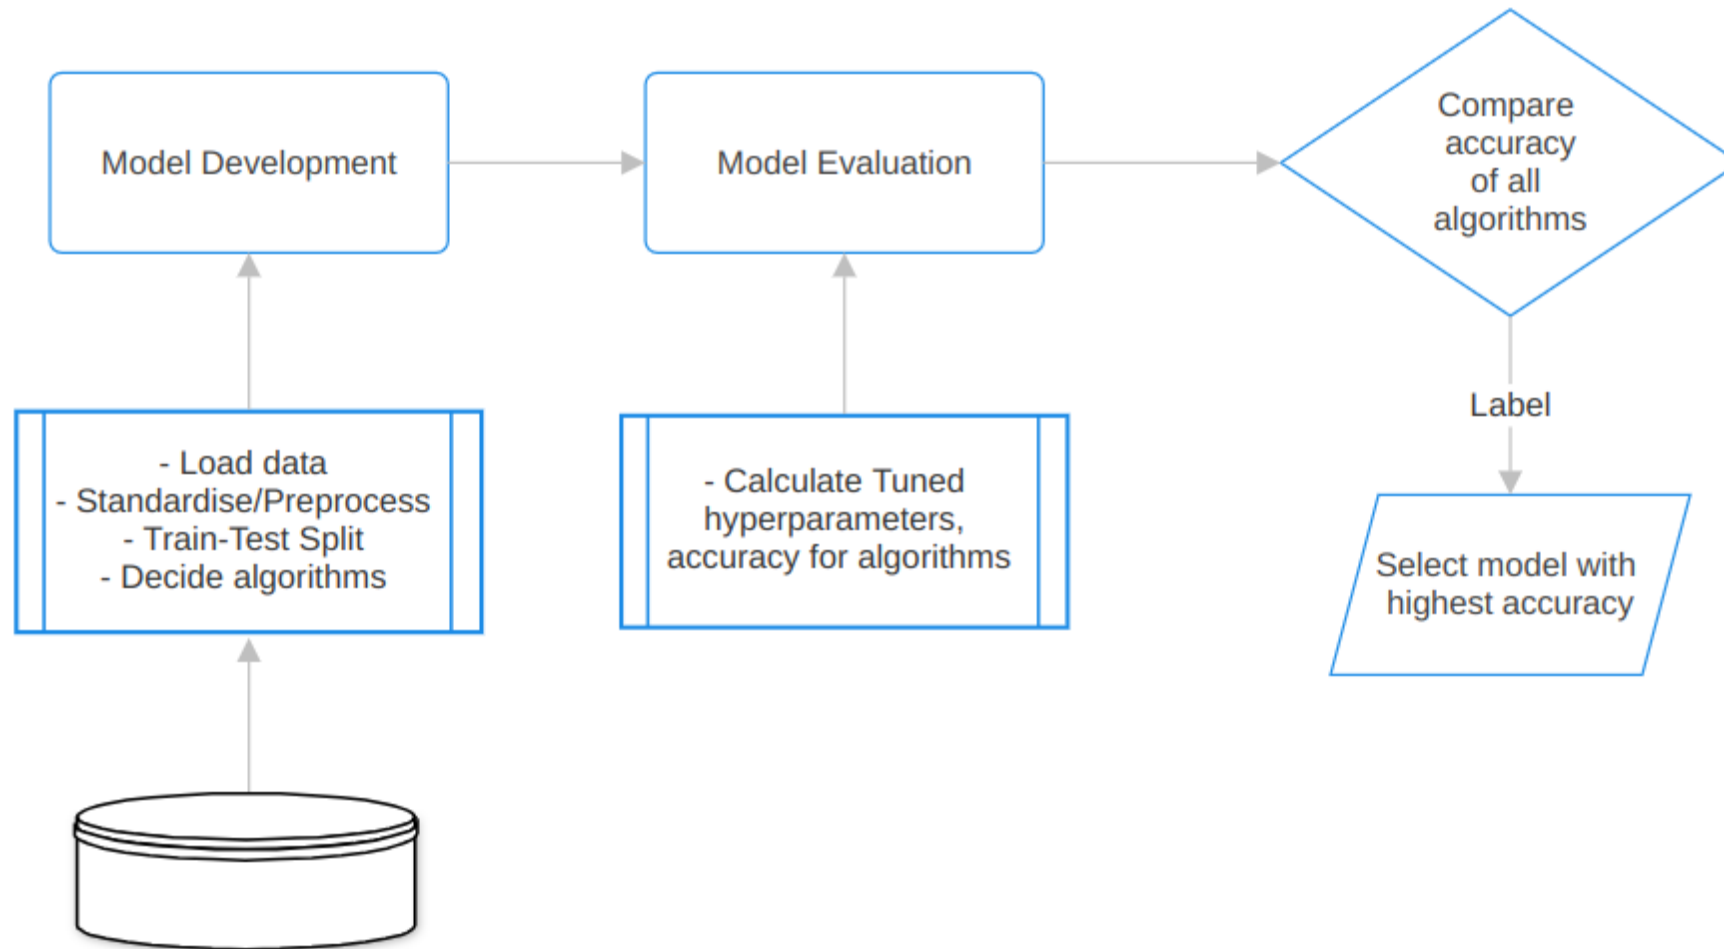 Model Development
Model Evaluation
Compare
accuracy
of all
algorithms
- Load data
- Standardise/Preprocess
- Train-Test Split
- Decide algorithms
- Calculate Tuned
hyperparameters,
accuracy for algorithms
Label
Select model with
highest accuracy